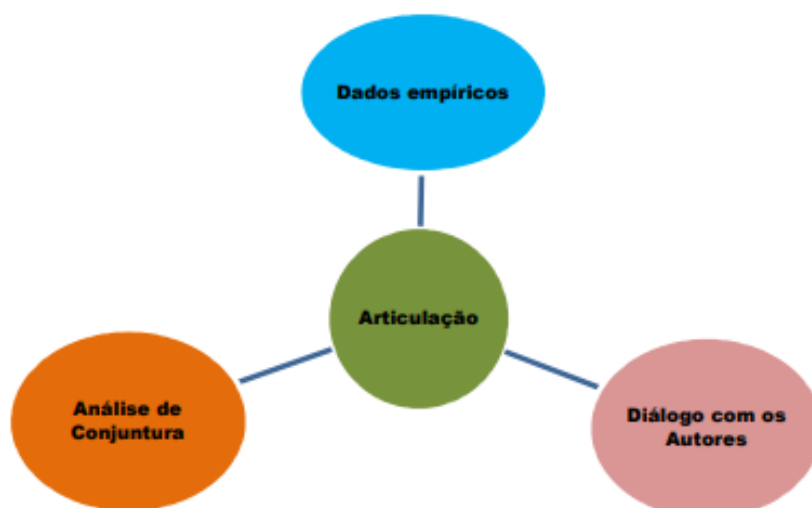 Dados empíricos
Articulação
Análise de
Conjuntura
Diálogo com os
Autores